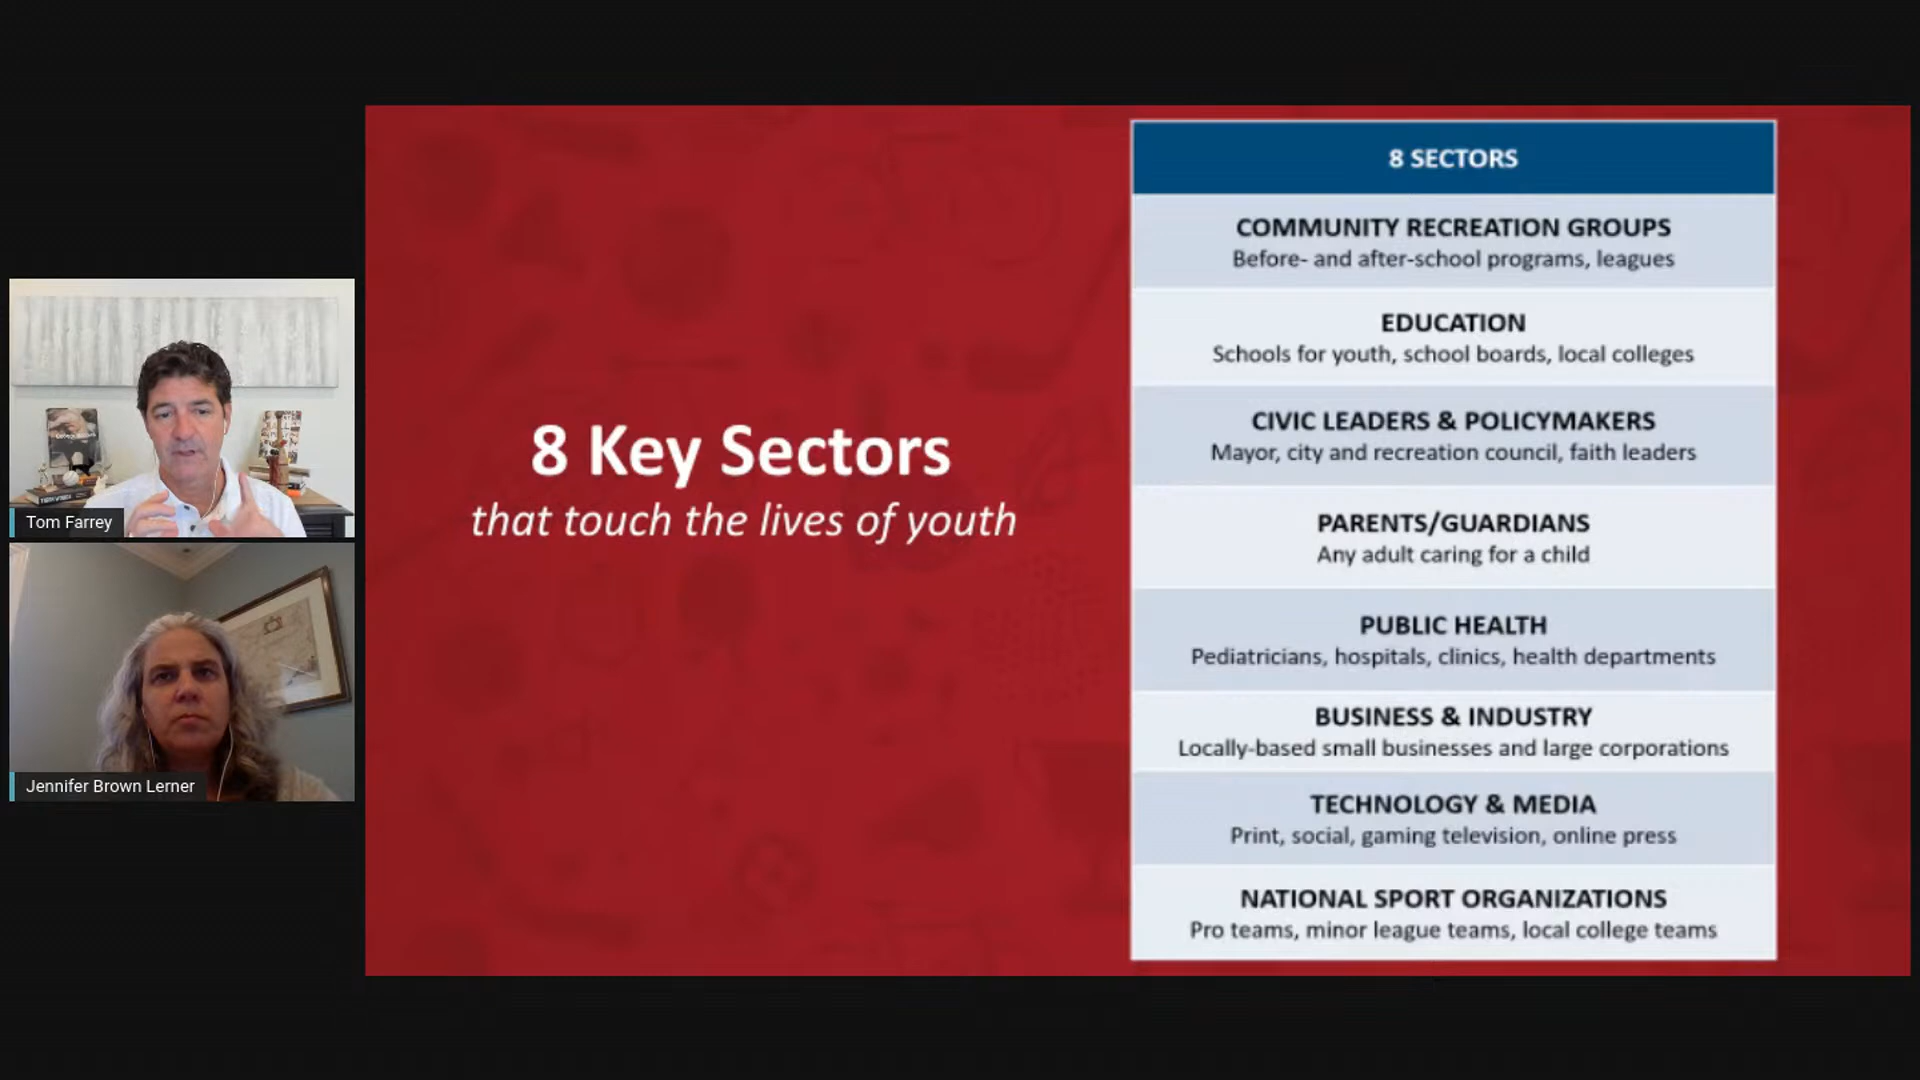 8 Key Sectors
that touch the lives of youth
8 SECTORS
COMMUNITY RECREATION GROUPS
Before- and after-school programs, leagues
EDUCATION
Schools for youth, school boards, local colleges
CIVIC LEADERS & POLICYMAKERS
Mayor, city and recreation council, faith leaders
PARENTS/GUARDIANS
Any adult caring for a child
PUBLIC HEALTH
Pediatricians, hospitals, clinics, health departments
BUSINESS & INDUSTRY
Locally-based small businesses and large corporations
TECHNOLOGY & MEDIA
Print, social, gaming television, online press
NATIONAL SPORT ORGANIZATIONS
Pro teams, minor league teams, local college teams
Tom Farrey
Jennifer Brown Lerner